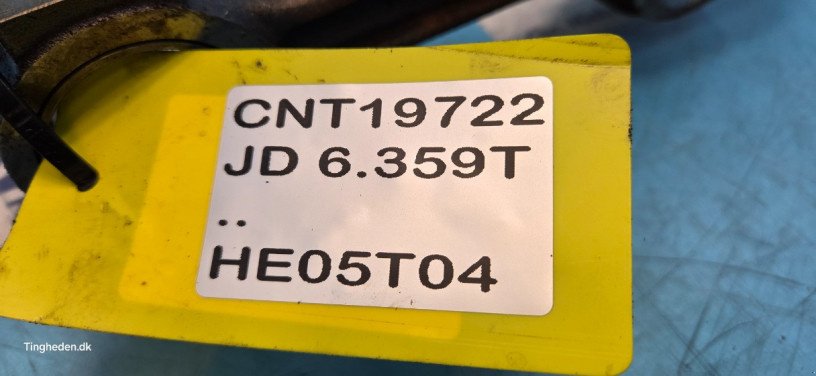 CNT19722
JD 6.359T
..
HE05T04
Tingheden.dk